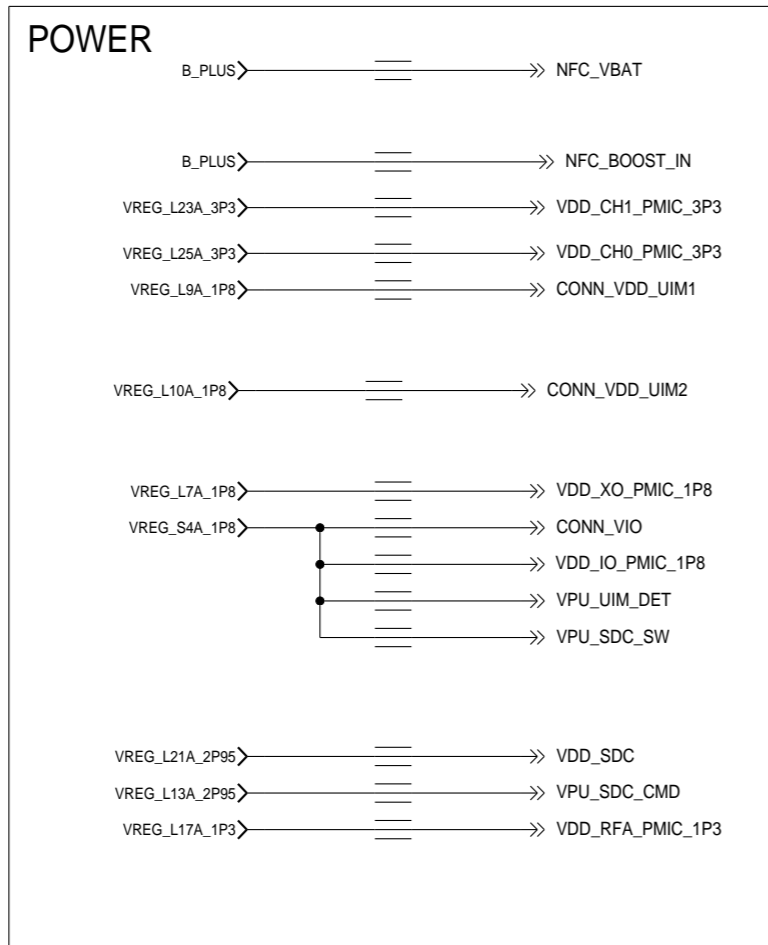 POWER
B_PLUS NFC_VBAT
B_PLUS NFC_BOOST_IN
VREG_L23A_3P3 VDD_CH1_PMIC_3P3
VREG_L25A_3P3 VDD_CH0_PMIC_3P3
VREG_L9A_1P8 CONN_VDD_UIM1
VREG_L10A_1P8 CONN_VDD_UIM2
VREG_L7A_1P8 VDD_XO_PMIC_1P8
VREG_S4A_1P8 CONN_VIO
VDD_IO_PMIC_1P8
VPU_UIM_DET
VPU_SDC_SW
VREG_L21A_2P95 VDD_SDC
VREG_L13A_2P95 VPU_SDC_CMD
VREG_L17A_1P3 VDD_RFA_PMIC_1P3